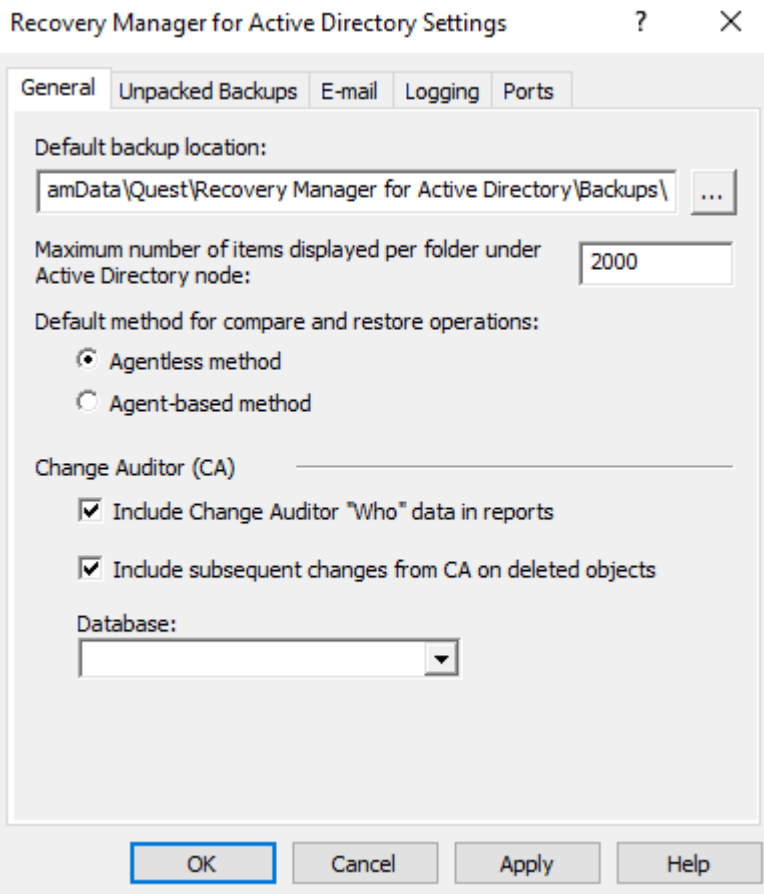 Recovery Manager for Active Directory Settings ? ×
General Unpacked Backups E-mail Logging Ports
Default backup location:
amData\Quest\Recovery Manager for Active Directory\Backups\ ...
Maximum number of items displayed per folder under
Active Directory node:
2000
Default method for compare and restore operations:
Agentless method
Agent-based method
Change Auditor (CA)
Include Change Auditor "Who" data in reports
Include subsequent changes from CA on deleted objects
Database:
OK Cancel Apply Help